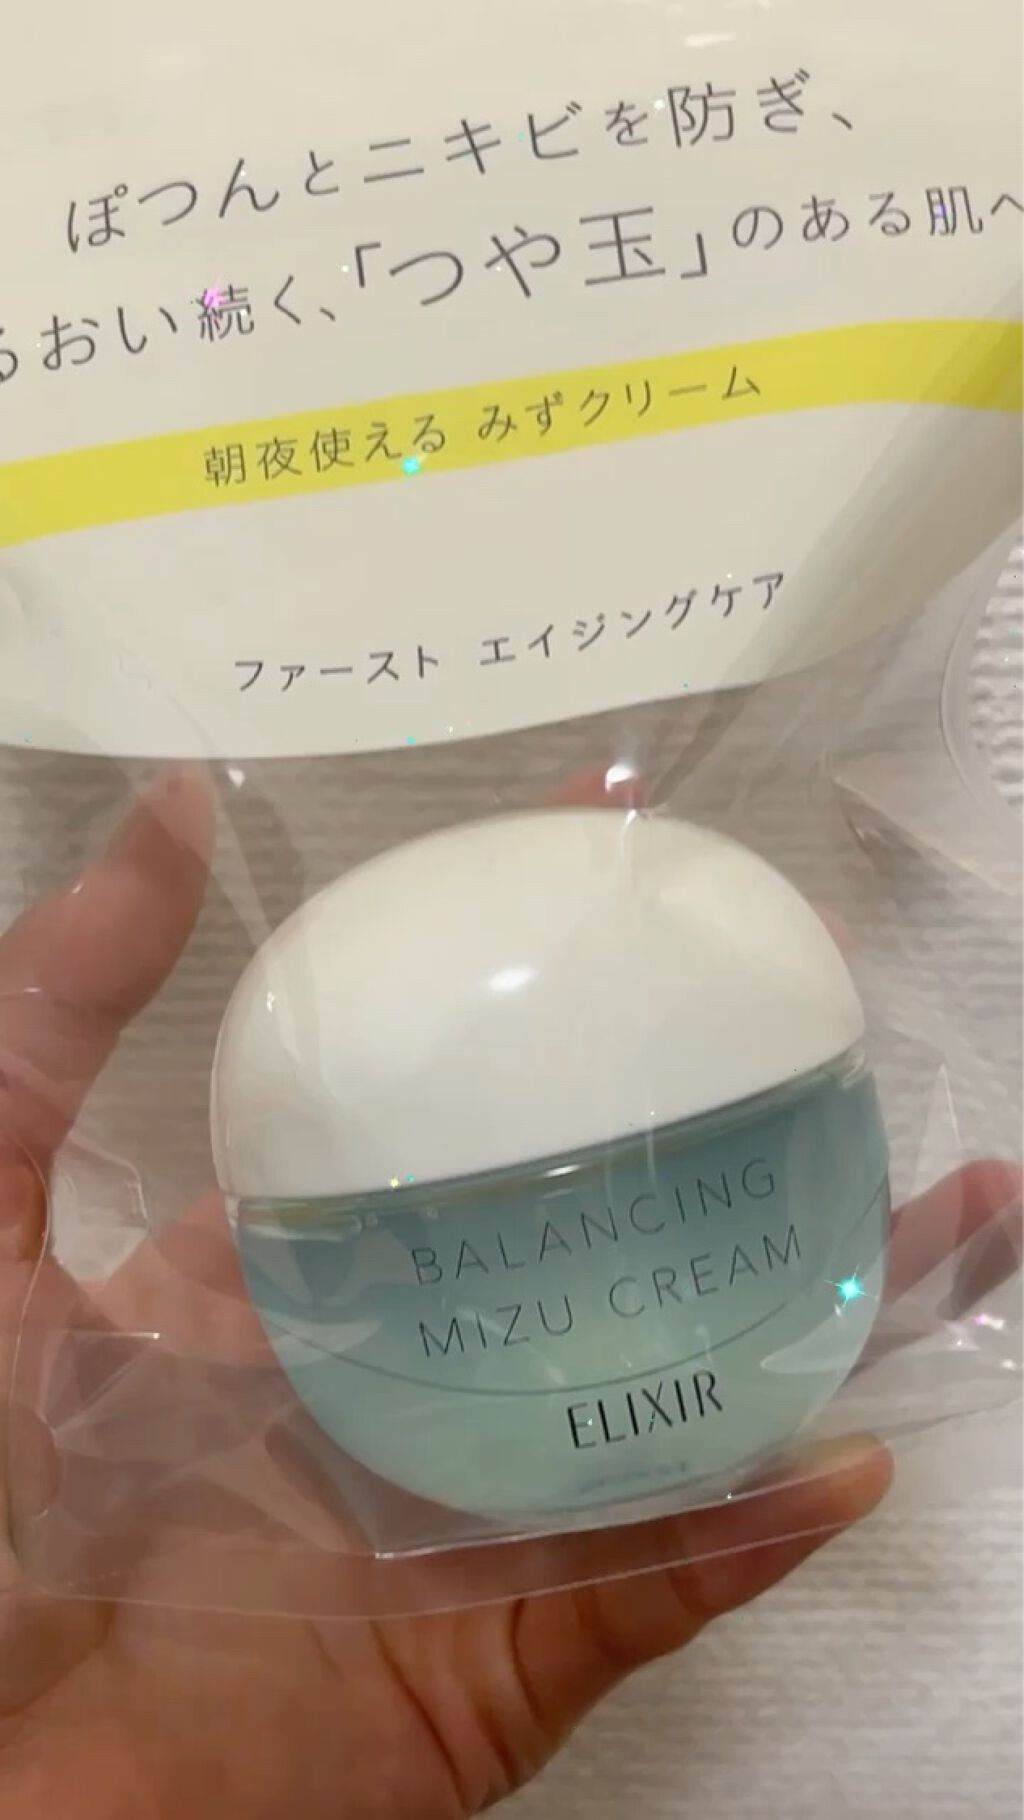 ぽつんとニキビを防ぎ、
るおい続く、「つや玉」のある肌へ
朝夜使える みずクリーム
ファースト エイジングケア
BALANCING
MIZU CREAM
ELIXIR